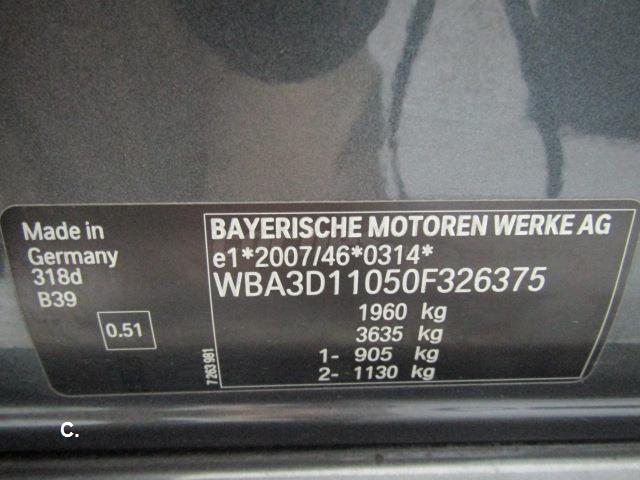 Made in
Germany
318d
B39
0.51
7 263 981
BAYERISCHE MOTOREN WERKE AG
e1*2007/46*0314*
WBA3D11050F326375
1960 kg
3635 kg
1- 905 kg
2- 1130 kg
C.